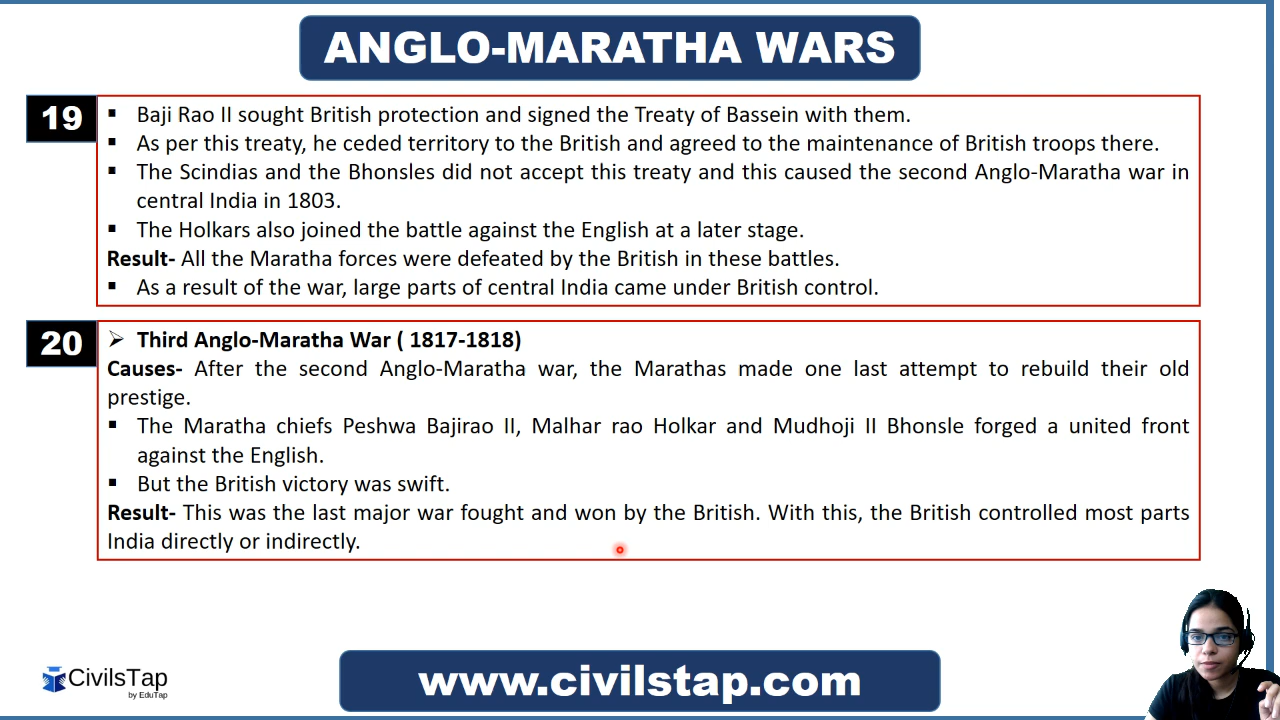 ANGLO-MARATHA WARS
19
▪ Baji Rao II sought British protection and signed the Treaty of Bassein with them.
▪ As per this treaty, he ceded territory to the British and agreed to the maintenance of British troops there.
▪ The Scindias and the Bhonsles did not accept this treaty and this caused the second Anglo-Maratha war in
central India in 1803.
▪ The Holkars also joined the battle against the English at a later stage.
Result- All the Maratha forces were defeated by the British in these battles.
▪ As a result of the war, large parts of central India came under British control.
20
➢ Third Anglo-Maratha War ( 1817-1818)
Causes- After the second Anglo-Maratha war, the Marathas made one last attempt to rebuild their old
prestige.
▪ The Maratha chiefs Peshwa Bajirao II, Malhar rao Holkar and Mudhoji II Bhonsle forged a united front
against the English.
▪ But the British victory was swift.
Result- This was the last major war fought and won by the British. With this, the British controlled most parts
India directly or indirectly.
CivilsTap
by EduTap
www.civilstap.com